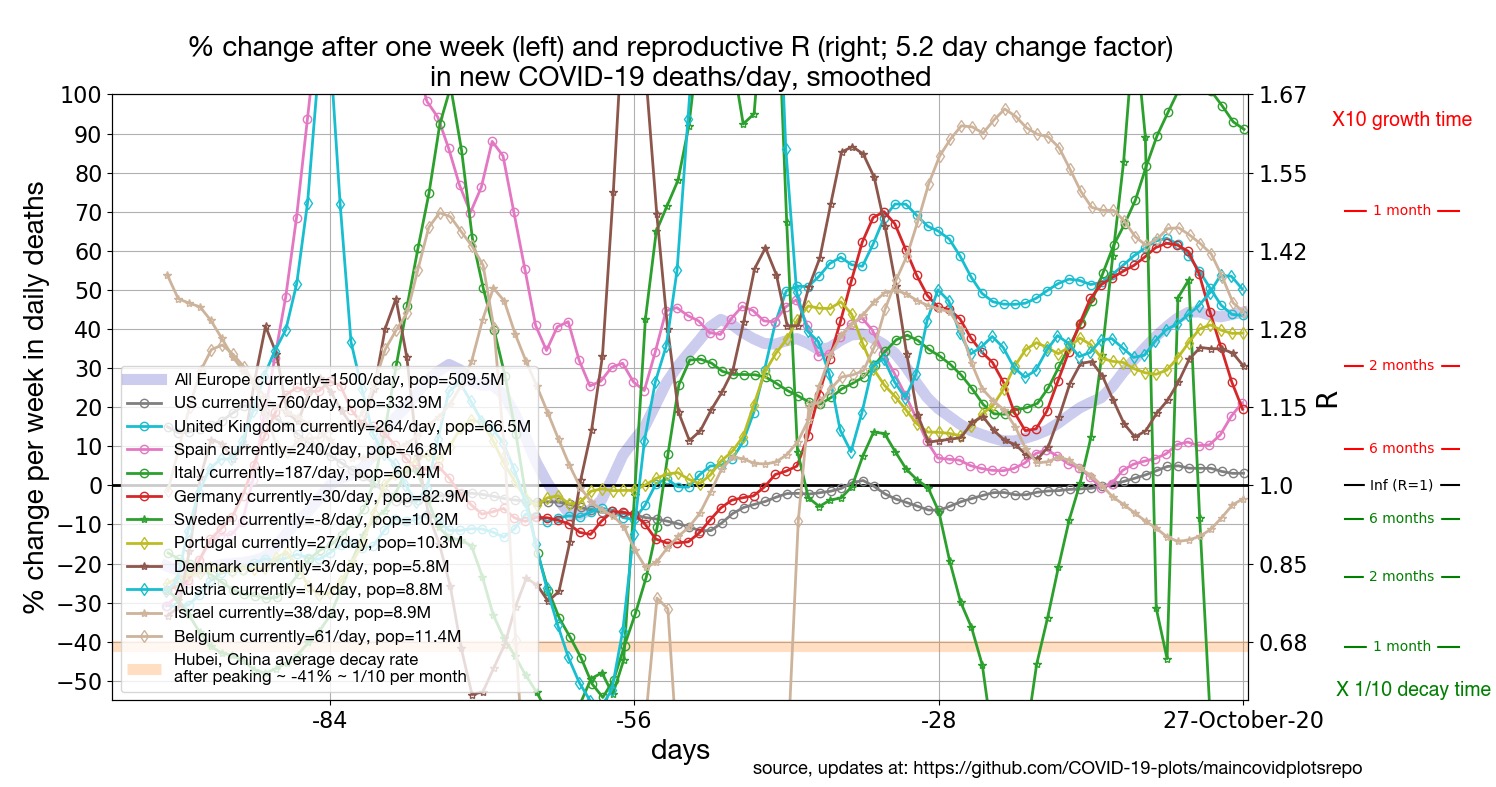 % change after one week (left) and reproductive R (right; 5.2 day change factor)
in new COVID-19 deaths/day, smoothed
% change per week in daily deaths
100
90
80
70
60
50
40
30
20
10
0
−10
−20
−30
−40
−50
All Europe currently=1500/day, pop=509.5M
US currently=760/day, pop=332.9M
United Kingdom currently=264/day, pop=66.5M
Spain currently=240/day, pop=46.8M
Italy currently=187/day, pop=60.4M
Germany currently=30/day, pop=82.9M
Sweden currently=-8/day, pop=10.2M
Portugal currently=27/day, pop=10.3M
Denmark currently=3/day, pop=5.8M
Austria currently=14/day, pop=8.8M
Israel currently=38/day, pop=8.9M
Belgium currently=61/day, pop=11.4M
Hubei, China average decay rate
after peaking ~ -41% ~ 1/10 per month
-84
-56
-28
27-October-20
days
1.67
1.55
1.42
1.28
1.15
1.0
0.85
0.68
R
X10 growth time
1 month
2 months
6 months
Inf (R=1)
6 months
2 months
1 month
X 1/10 decay time
source, updates at: https://github.com/COVID-19-plots/maincovidplotsrepo